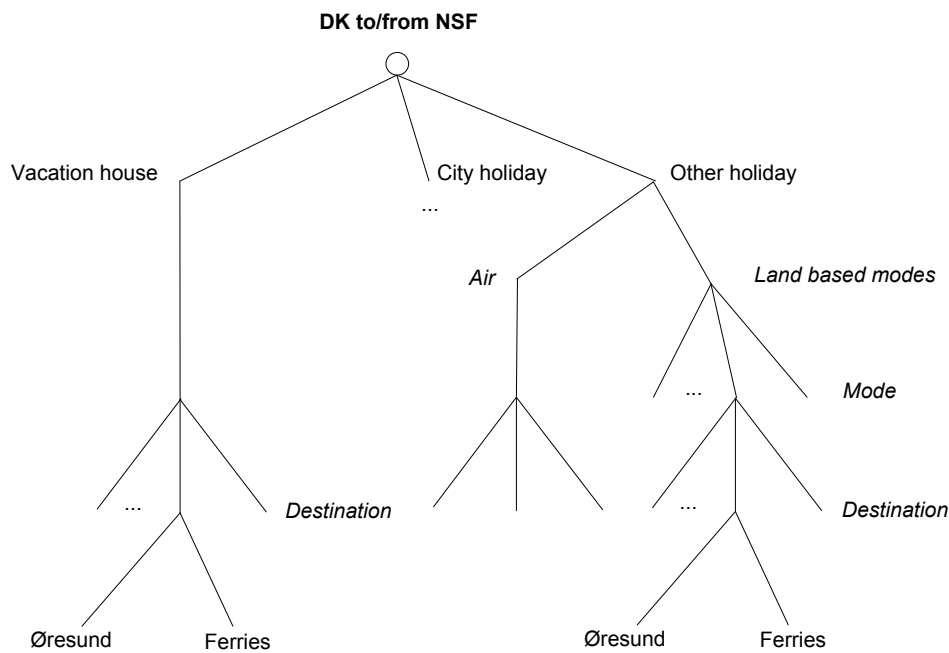 DK to/from NSF
Vacation house
City holiday
Other holiday
...
Air
Land based modes
...
Mode
...
Destination
...
Destination
Øresund
Ferries
Øresund
Ferries